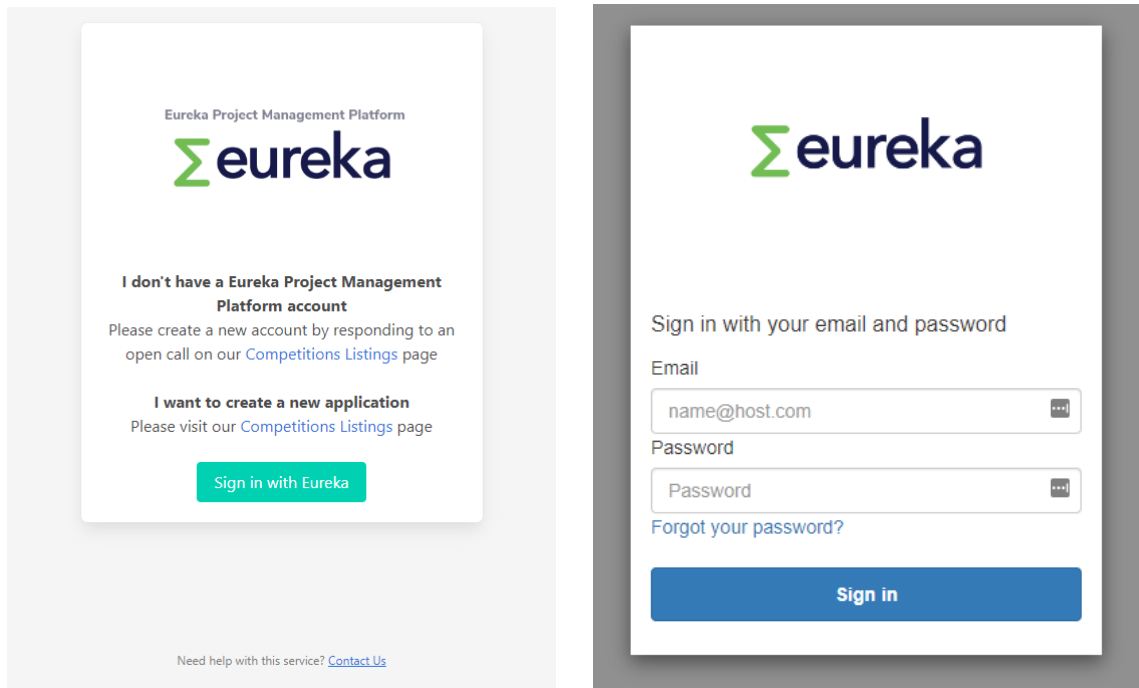 Eureka Project Management Platform
eureka
I don't have a Eureka Project Management
Platform account
Please create a new account by responding to an
open call on our Competitions Listings page
I want to create a new application
Please visit our Competitions Listings page
Sign in with Eureka
Need help with this service? Contact Us
eureka
Sign in with your email and password
Email
name@host.com
Password
Password
Forgot your password?
Sign in